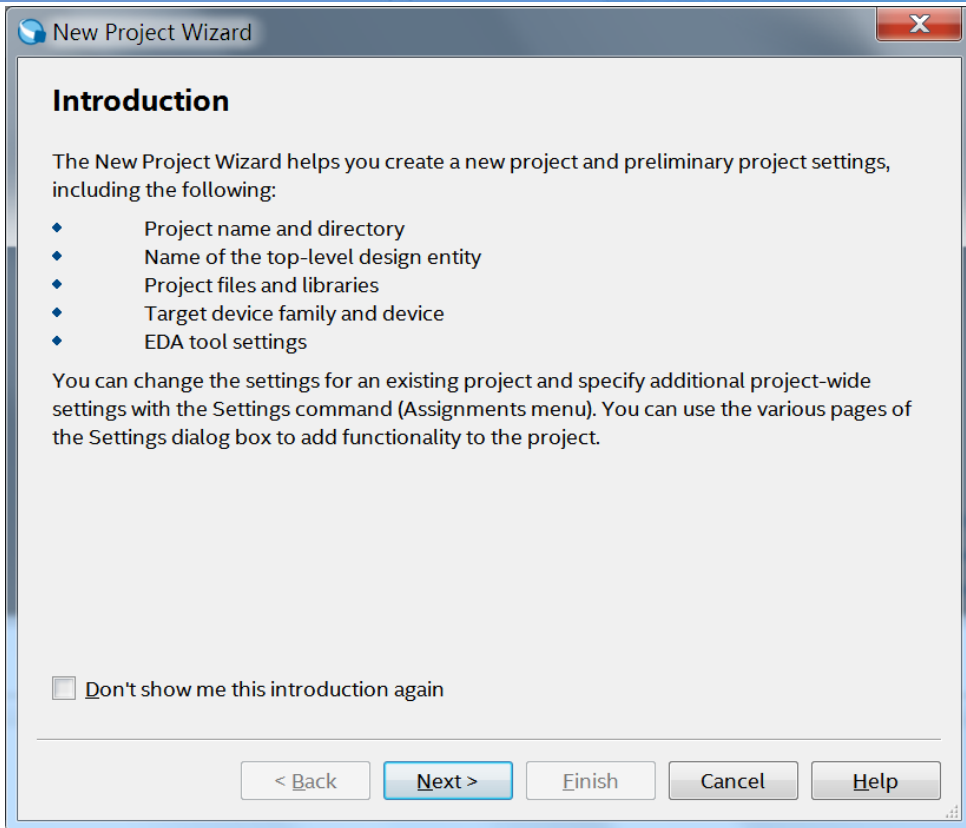 New Project Wizard
Introduction
The New Project Wizard helps you create a new project and preliminary project settings,
including the following:
Project name and directory
Name of the top-level design entity
Project files and libraries
Target device family and device
EDA tool settings
You can change the settings for an existing project and specify additional project-wide
settings with the Settings command (Assignments menu). You can use the various pages of
the Settings dialog box to add functionality to the project.
Don't show me this introduction again
< Back Next > Finish Cancel Help